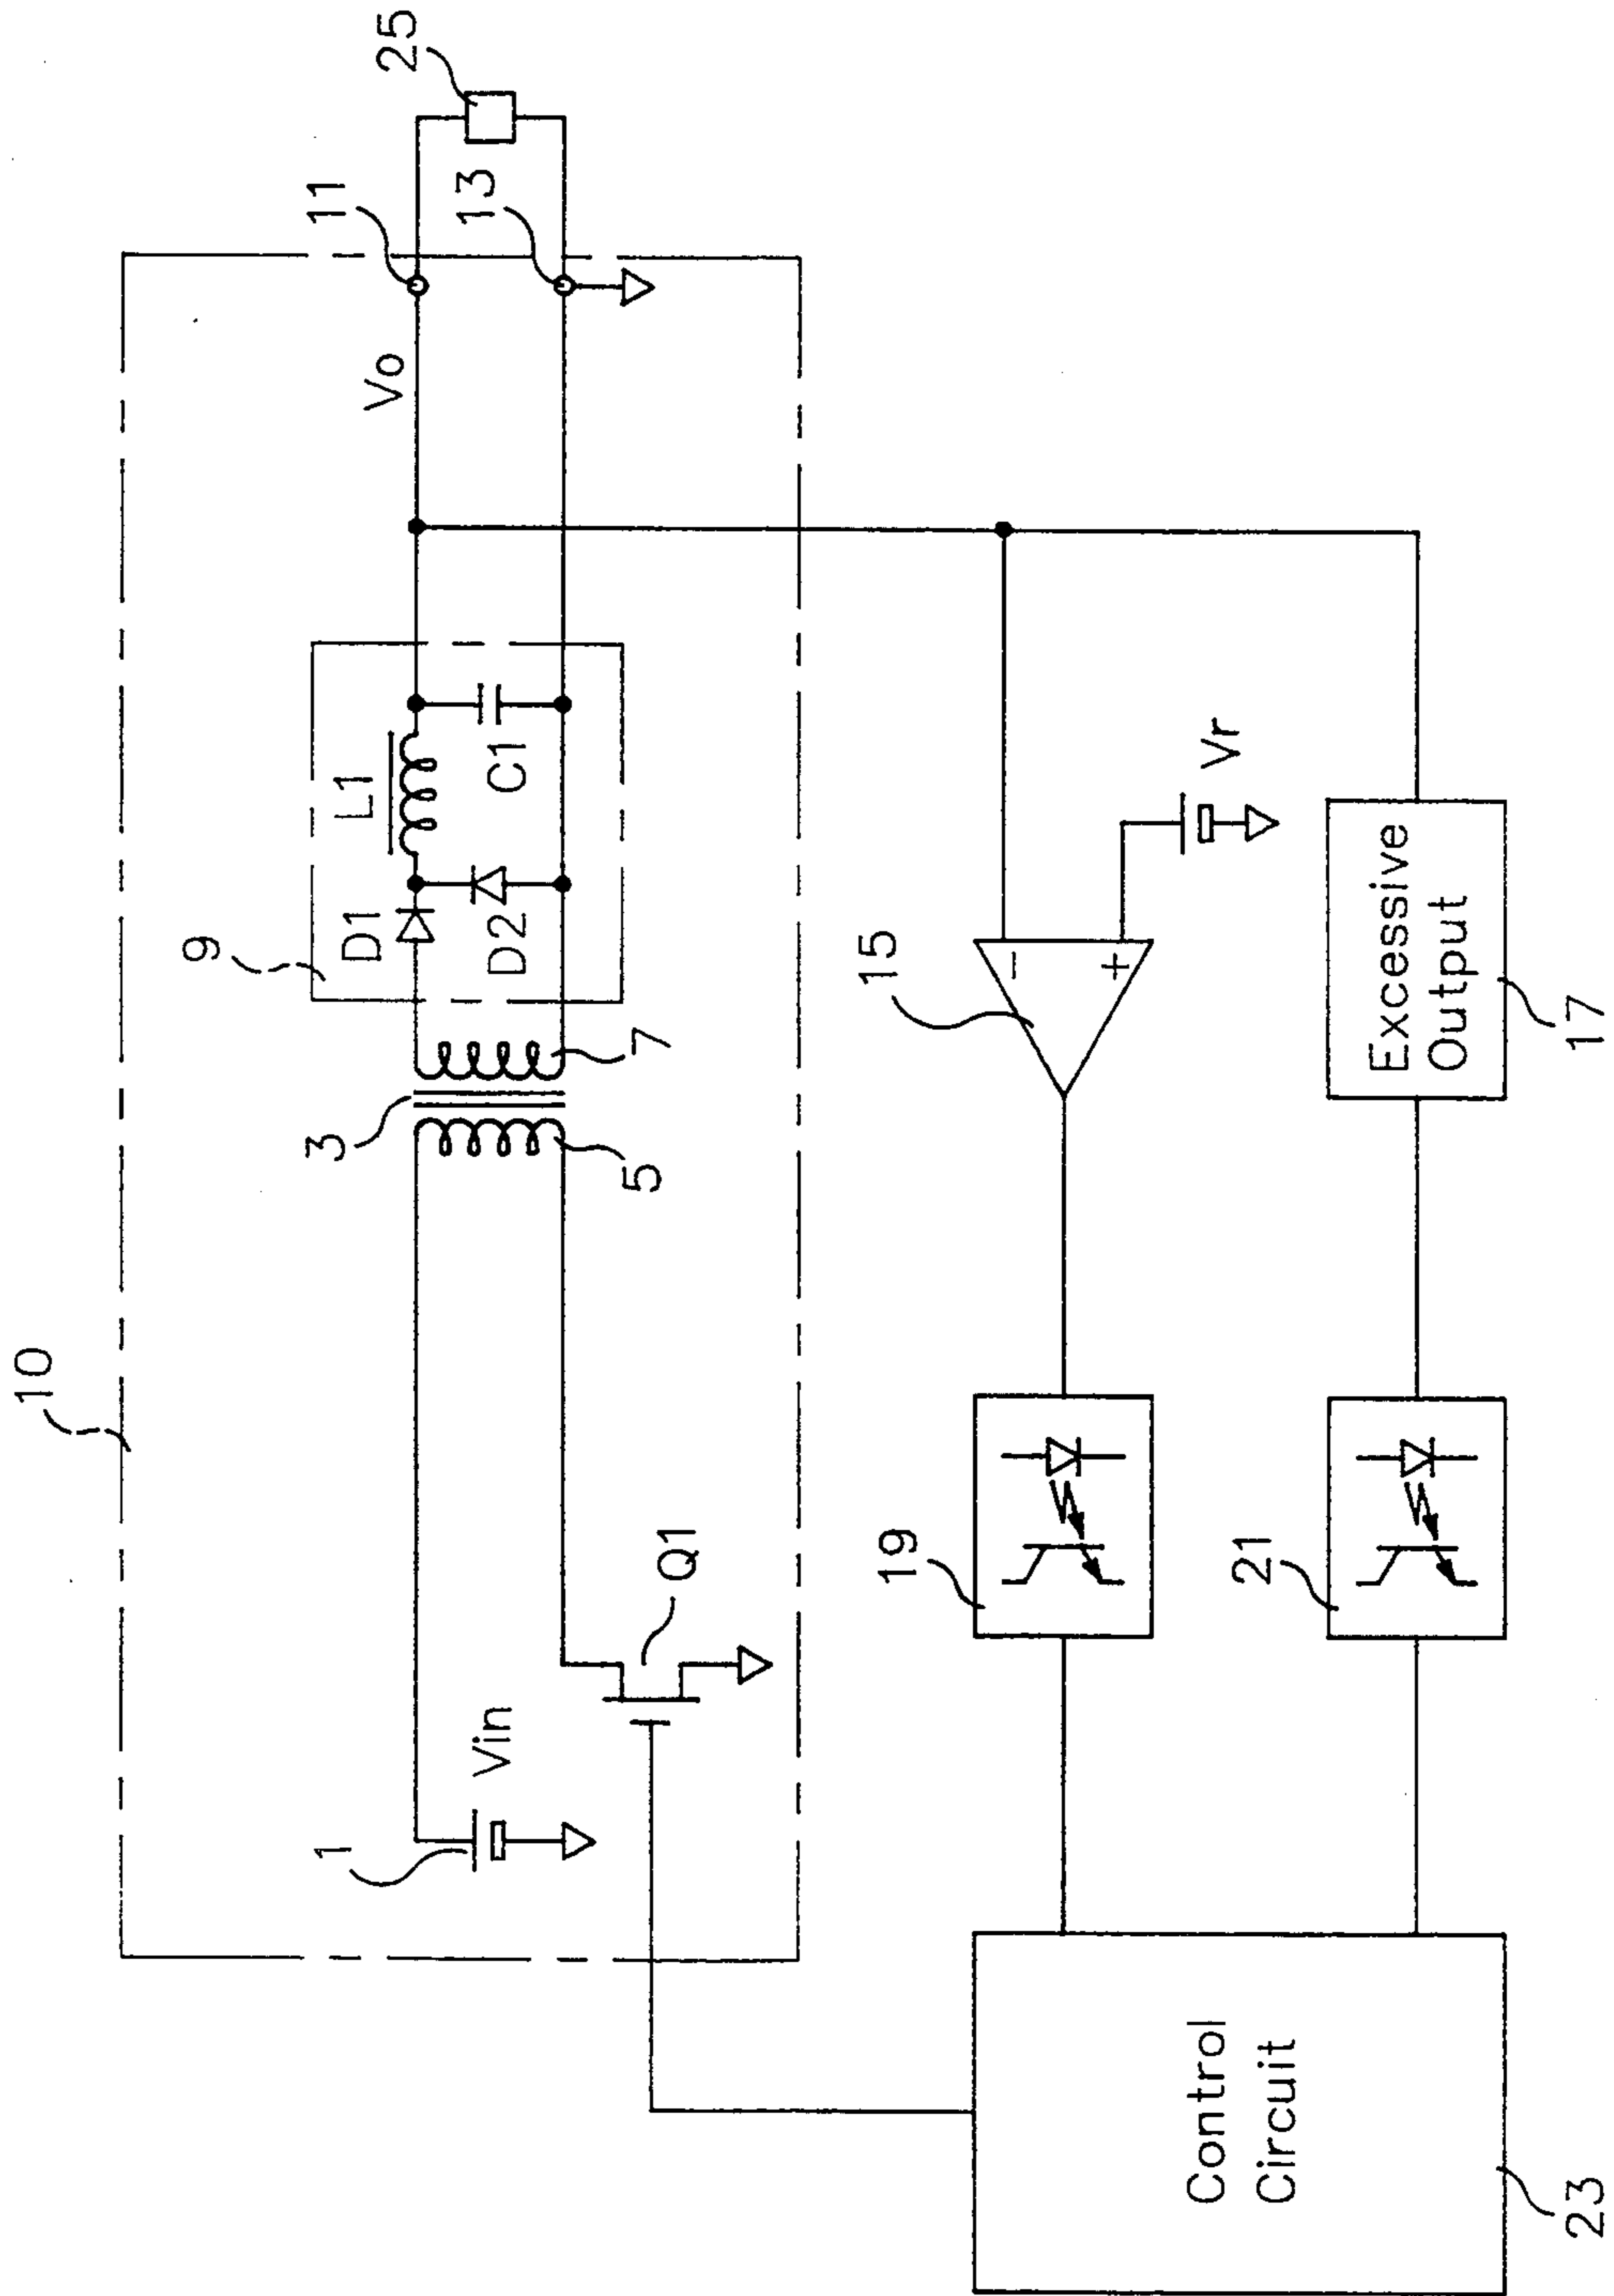 10
1
Vin
Q1
3
5
7
9
D1
D2
L1
C1
Vo
11
13
25
15
−
+
Vr
Excessive
Output
17
19
21
Control
Circuit
23